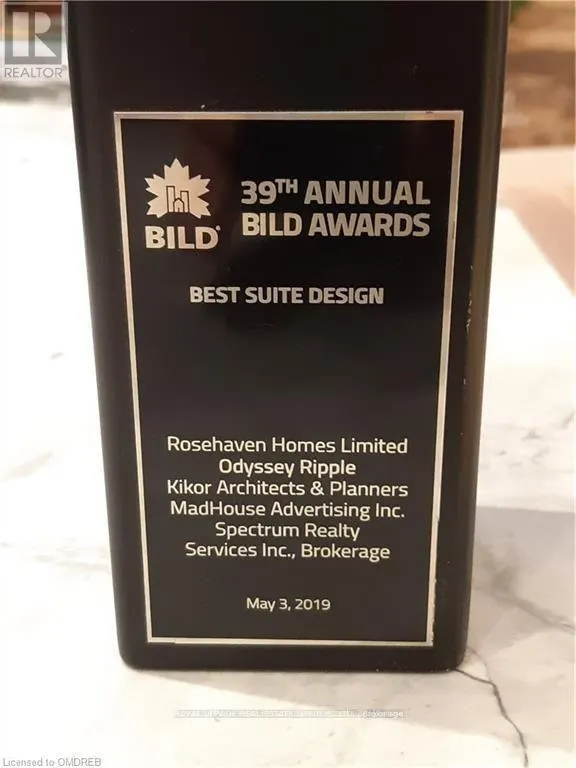 R
REALTOR
BILD
39TH ANNUAL
BILD AWARDS
BEST SUITE DESIGN
Rosehaven Homes Limited
Odyssey Ripple
Kikor Architects & Planners
MadHouse Advertising Inc.
Spectrum Realty
Services Inc., Brokerage
May 3, 2019
Licensed to OMDREB